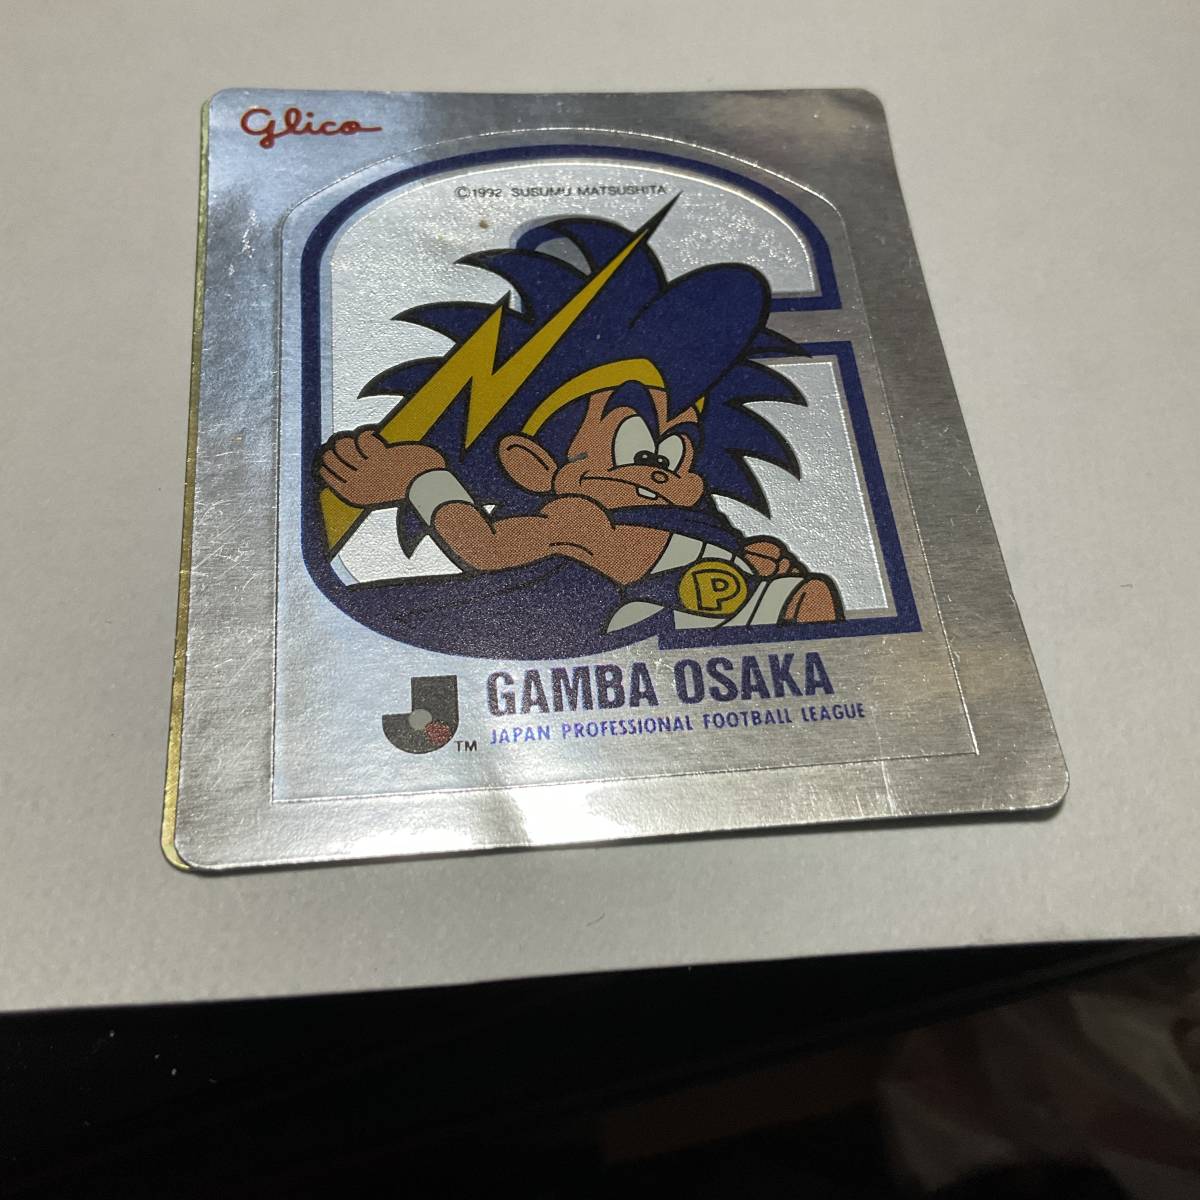 Glico
©1992 SUSUMU MATSUSHITA
P
GAMBA OSAKA
J TM JAPAN PROFESSIONAL FOOTBALL LEAGUE